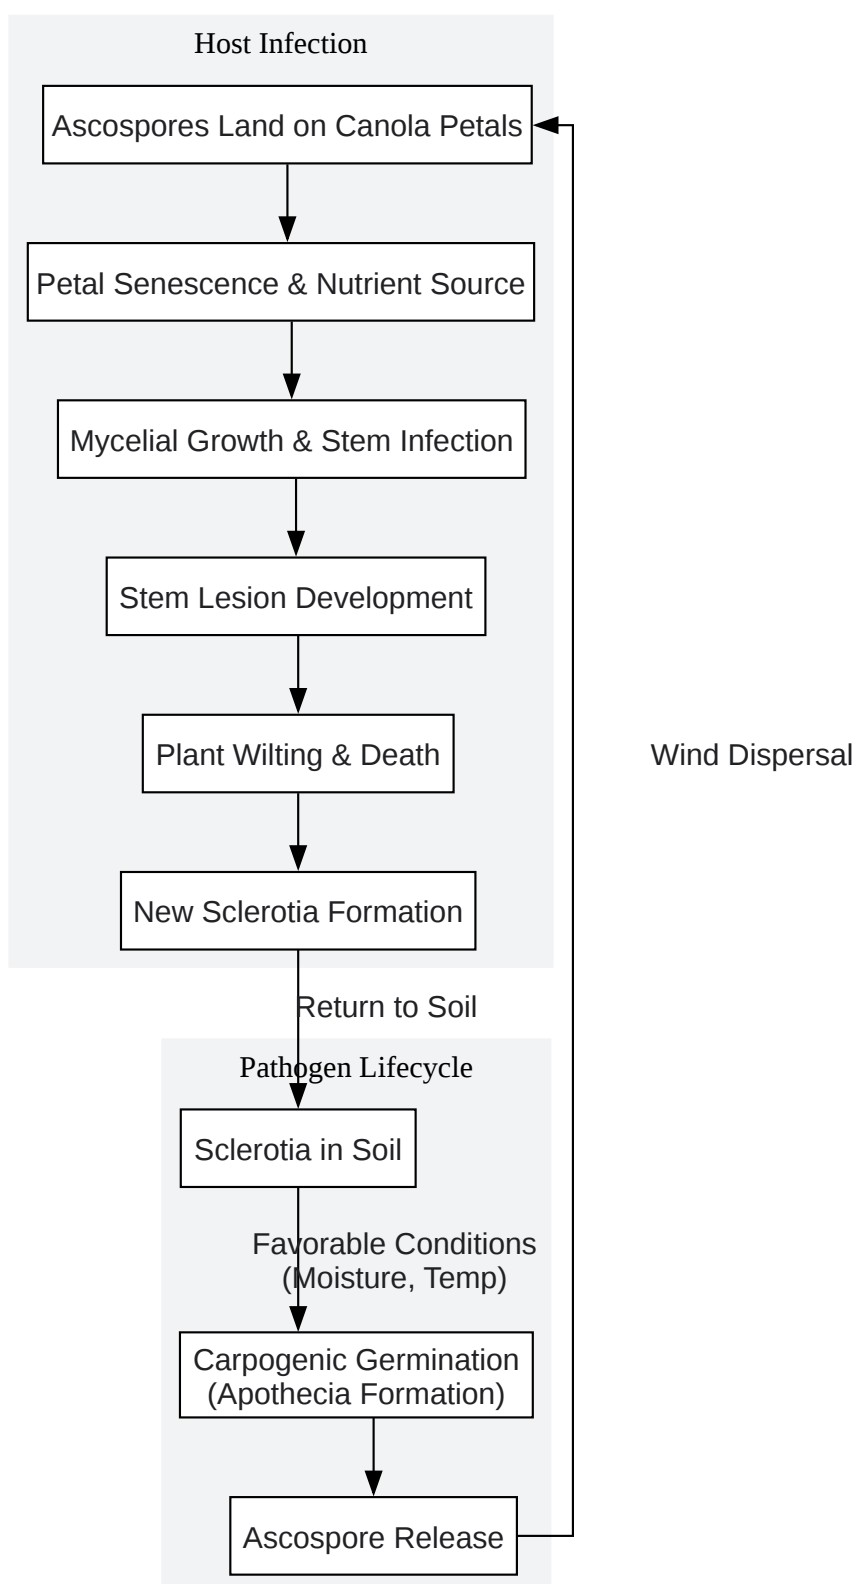 Host Infection
Ascospores Land on Canola Petals
Petal Senescence & Nutrient Source
Mycelial Growth & Stem Infection
Stem Lesion Development
Plant Wilting & Death
Wind Dispersal
New Sclerotia Formation
Return to Soil
Pathogen Lifecycle
Sclerotia in Soil
Favorable Conditions
(Moisture, Temp)
Carpogenic Germination
(Apothecia Formation)
Ascospore Release